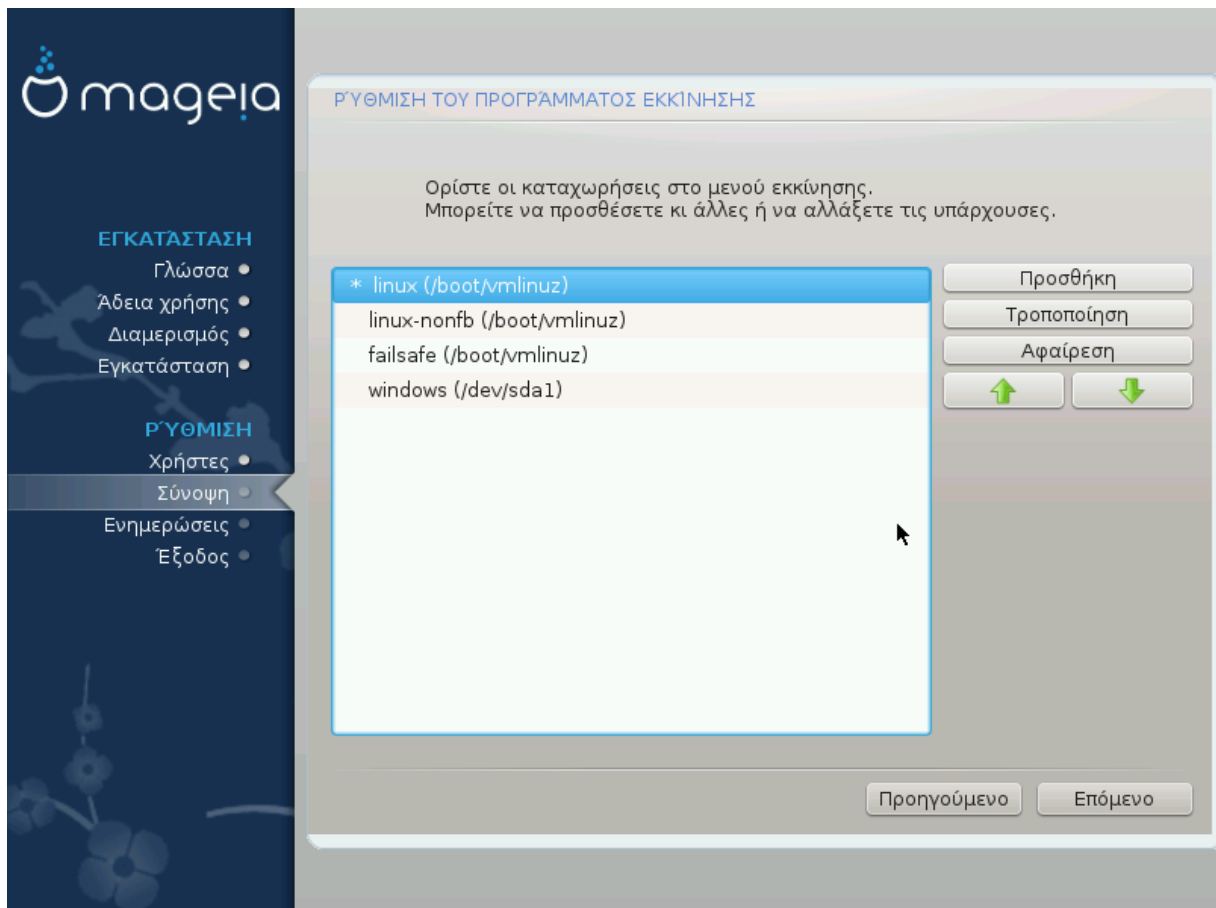 mageia
ΕΓΚΑΤΆΣΤΑΣΗ
Γλώσσα
Άδεια χρήσης
Διαμερισμός
Εγκατάσταση
ΡΎΘΜΙΣΗ
Χρήστες
Σύνοψη
Ενημερώσεις
Έξοδος
ΡΎΘΜΙΣΗ ΤΟΥ ΠΡΟΓΡΆΜΜΑΤΟΣ ΕΚΚΊΝΗΣΗΣ
Ορίστε οι καταχωρήσεις στο μενού εκκίνησης.
Μπορείτε να προσθέσετε κι άλλες ή να αλλάξετε τις υπάρχουσες.
* linux (/boot/vmlinuz)
linux-nonfb (/boot/vmlinuz)
failsafe (/boot/vmlinuz)
windows (/dev/sda1)
Προσθήκη
Τροποποίηση
Αφαίρεση
Προηγούμενο
Επόμενο